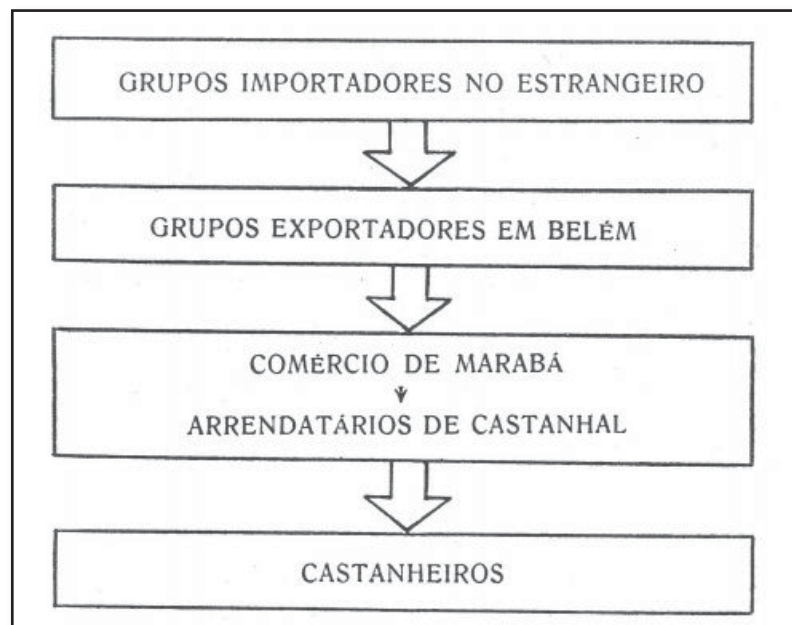 GRUPOS IMPORTADORES NO ESTRANGEIRO
GRUPOS EXPORTADORES EM BELÉM
COMÉRCIO DE MARABÁ
ARRENDATÁRIOS DE CASTANHAL
CASTANHEIROS